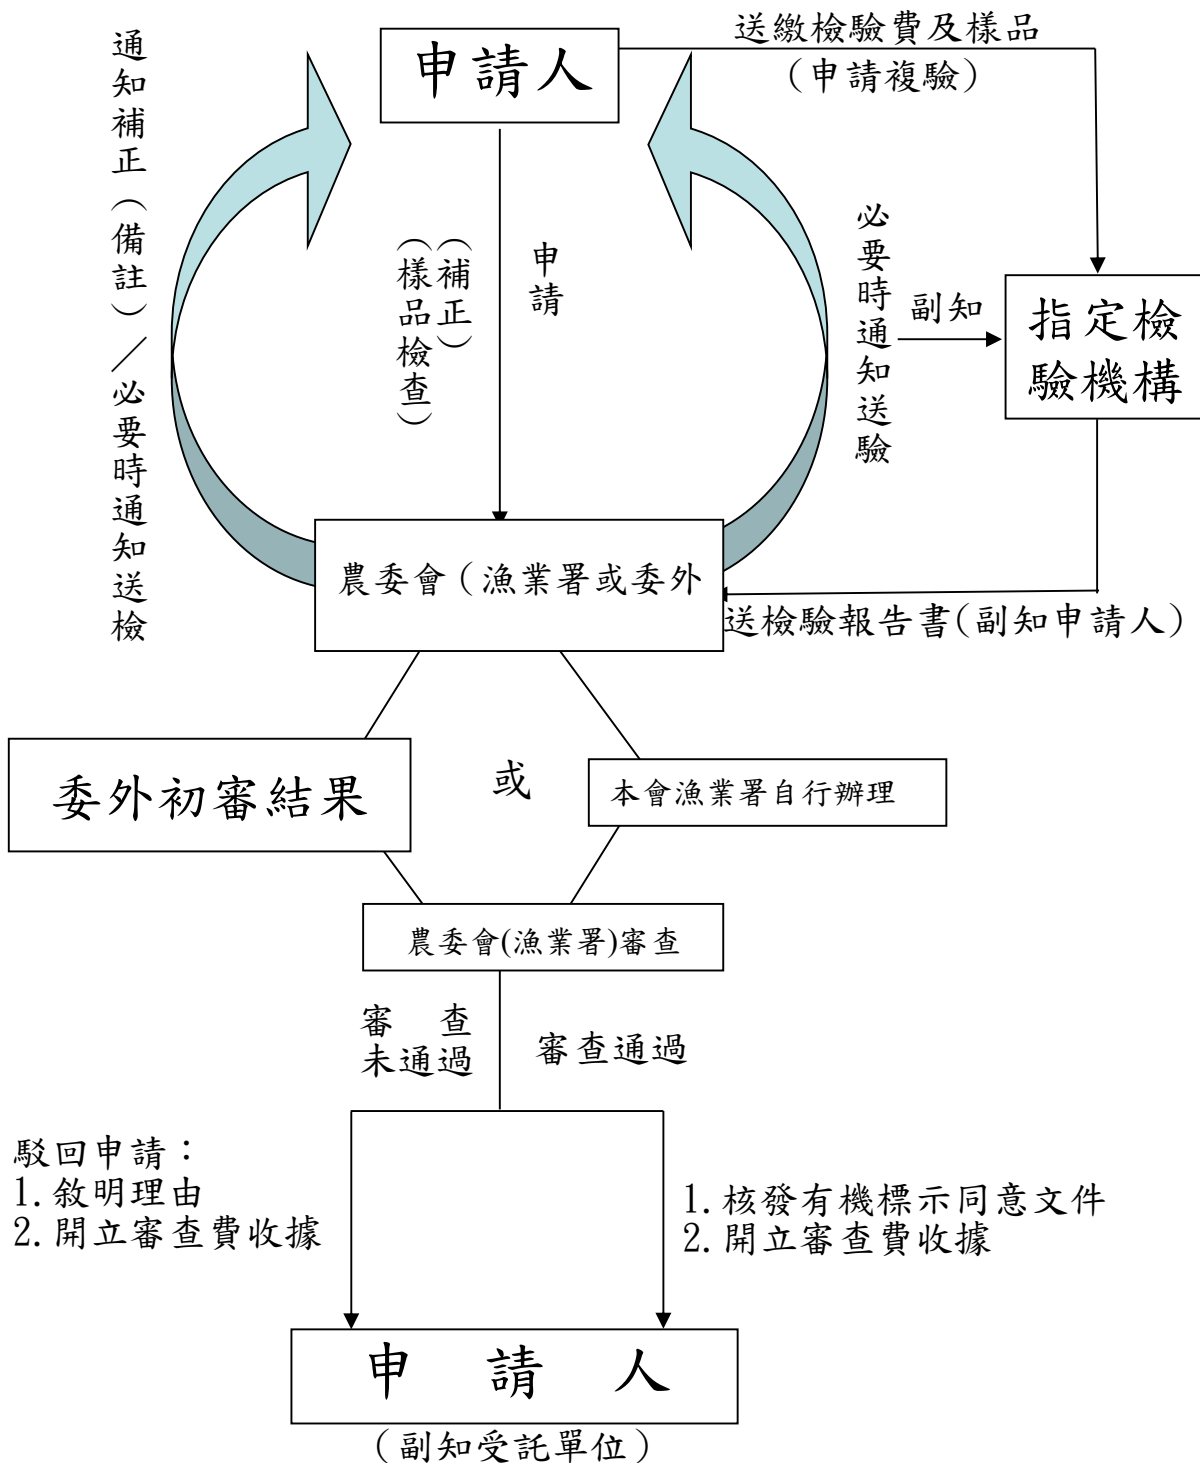 申請人
送繳檢驗費及樣品
（申請複驗）
通知補正（備註）／必要時通知送檢
申請
（補正）
（樣品檢查）
必要時通知送驗
副知
指定檢
驗機構
農委會（漁業署或委外
送檢驗報告書(副知申請人)
委外初審結果
或
本會漁業署自行辦理
農委會(漁業署)審查
審 查
未通過
審查通過
駁回申請：
1.敘明理由
2.開立審查費收據
1.核發有機標示同意文件
2.開立審查費收據
申 請 人
（副知受託單位）